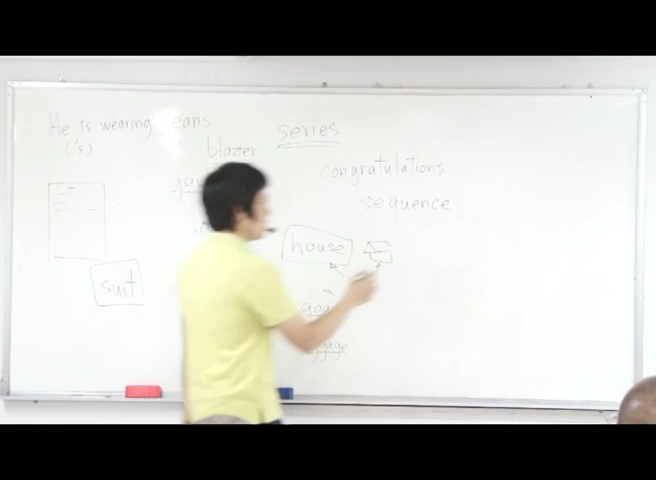 He is wearing jeans
('s)
series
blazer
congratulations
sequence
house
suit